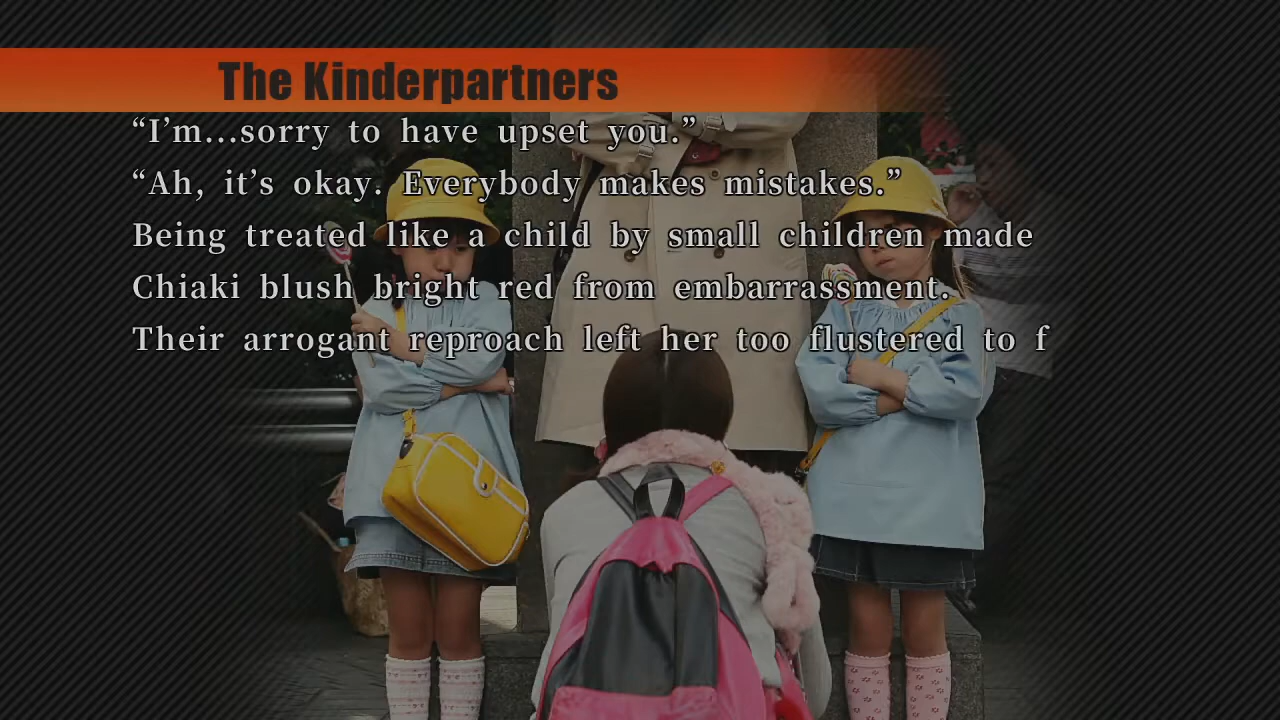 The Kinderpartners
“I’m...sorry to have upset you.”
“Ah, it’s okay. Everybody makes mistakes.”
Being treated like a child by small children made
Chiaki blush bright red from embarrassment.
Their arrogant reproach left her too flustered to f